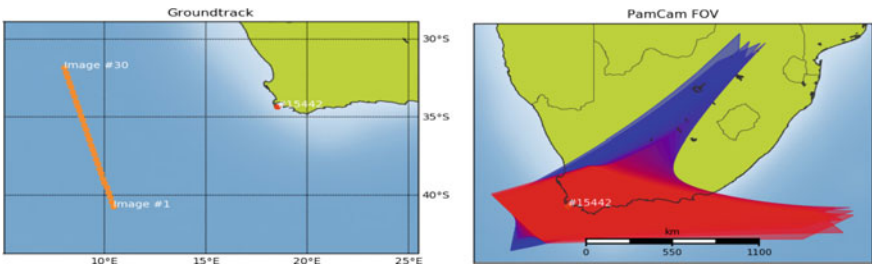 Groundtrack
Image #30
#15442
Image #1
30°S
35°S
40°S
10°E
15°E
20°E
25°E
PamCam FOV
#15442
km
0
550
1100